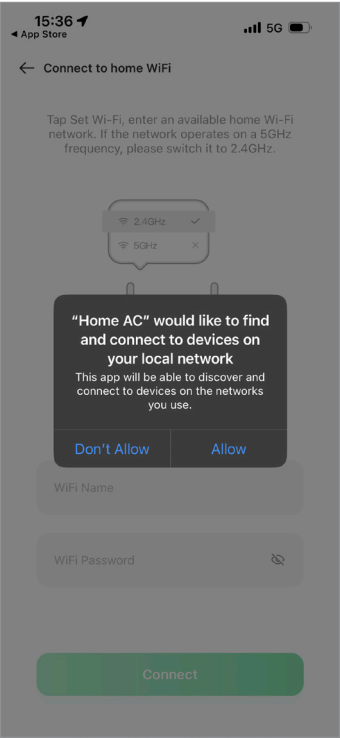 15:36
5G
App Store
Connect to home WiFi
Tap Set Wi-Fi, enter an available home Wi-Fi
network. If the network operates on a 5GHz
frequency, please switch it to 2.4GHz.
2.4GHz
5GHz
“Home AC” would like to find
and connect to devices on
your local network
This app will be able to discover and
connect to devices on the networks
you use.
Don't Allow
Allow
WiFi Name
WiFi Password
Connect